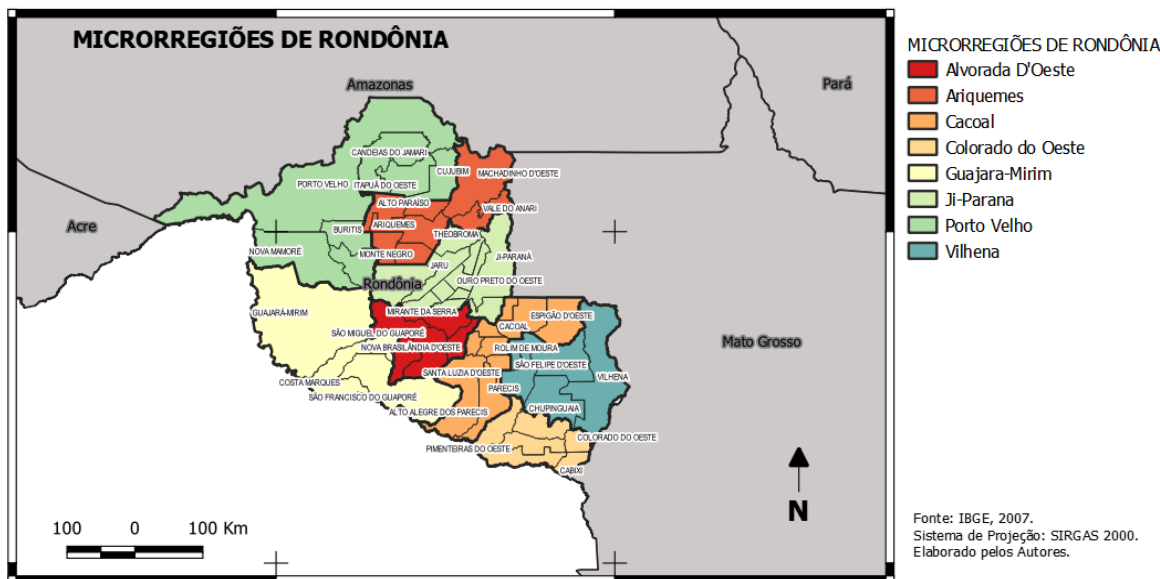 MICRORREGIÕES DE RONDÔNIA
Amazonas
Pará
Acre
Rondônia
Mato Grosso
CANDEIAS DO JAMARI
CUJUBIM
MACHADINHO D'OESTE
PORTO VELHO
ITAPUÃ DO OESTE
ALTO PARAÍSO
VALE DO ANARI
BURITIS
ARIQUEMES
THEOBROMA
NOVA MAMORÉ
MONTE NEGRO
JI-PARANÁ
JARU
OURO PRETO DO OESTE
GUAJARÁ-MIRIM
MIRANTE DA SERRA
ESPIGÃO D'OESTE
CACOAL
SÃO MIGUEL DO GUAPORÉ
NOVA BRASILÂNDIA D'OESTE
ROLIM DE MOURA
SÃO FELIPE D'OESTE
SANTA LUZIA D'OESTE
VILHENA
COSTA MARQUES
PARECIS
SÃO FRANCISCO DO GUAPORÉ
ALTO ALEGRE DOS PARECIS
CHUPINGUAIA
COLORADO DO OESTE
PIMENTEIRAS DO OESTE
CABIXI
100 0 100 Km
N
MICRORREGIÕES DE RONDÔNIA
Alvorada D'Oeste
Ariquemes
Cacoal
Colorado do Oeste
Guajara-Mirim
Ji-Parana
Porto Velho
Vilhena
Fonte: IBGE, 2007.
Sistema de Projeção: SIRGAS 2000.
Elaborado pelos Autores.